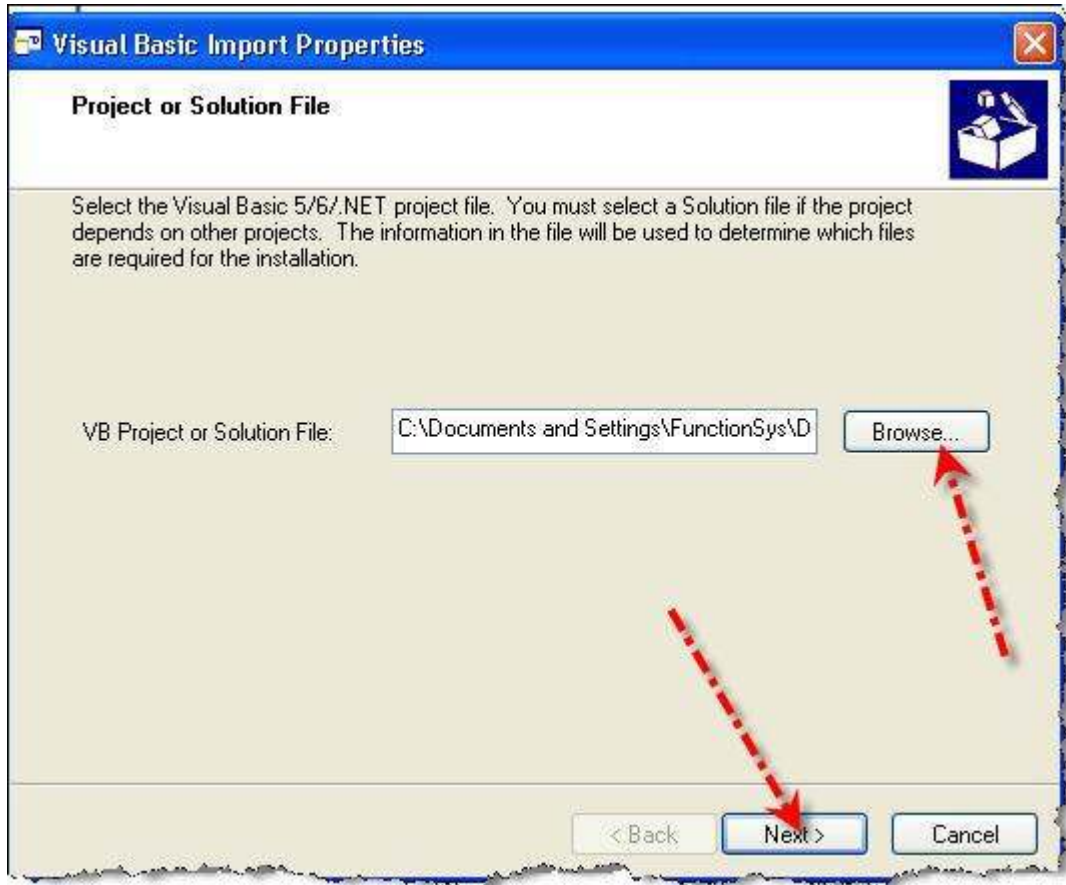 Visual Basic Import Properties
Project or Solution File
Select the Visual Basic 5/6/.NET project file.  You must select a Solution file if the project
depends on other projects.  The information in the file will be used to determine which files
are required for the installation.
VB Project or Solution File:
C:\Documents and Settings\FunctionSys\D
Browse...
< Back
Next >
Cancel